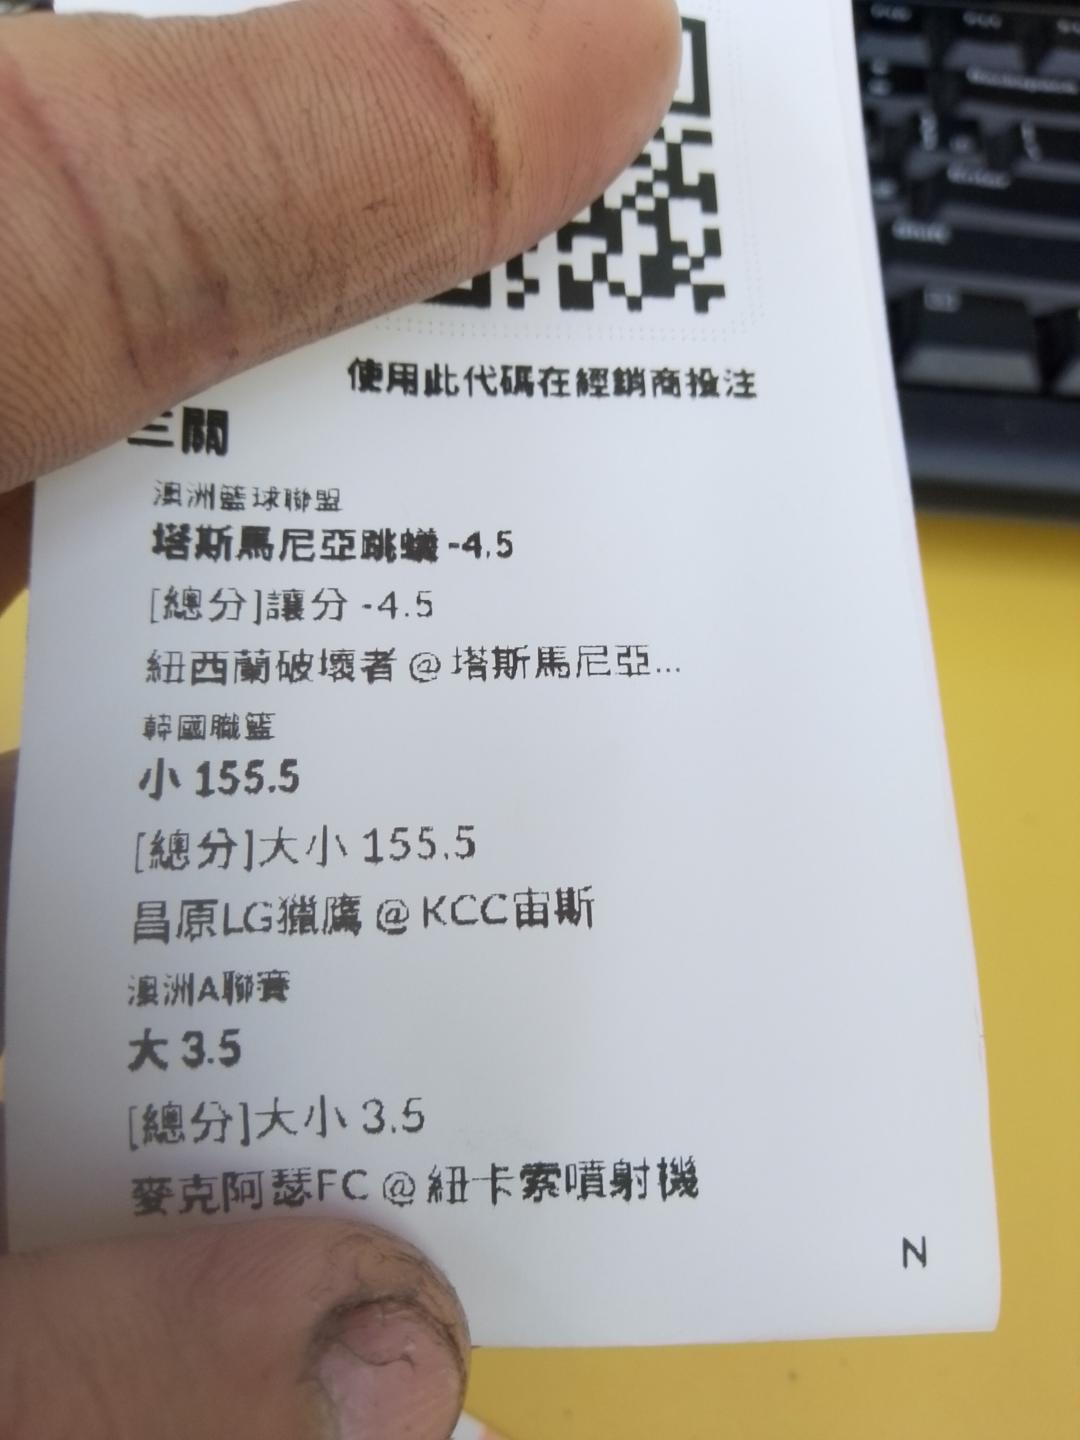 使用此代碼在經銷商投注
三關
澳洲籃球聯盟
塔斯馬尼亞跳蟻 -4.5
[總分]讓分 -4.5
紐西蘭破壞者 @ 塔斯馬尼亞...
韓國職籃
小 155.5
[總分]大小 155.5
昌原LG獵鷹 @ KCC宙斯
澳洲A聯賽
大 3.5
[總分]大小 3.5
麥克阿瑟FC @ 紐卡索噴射機
N